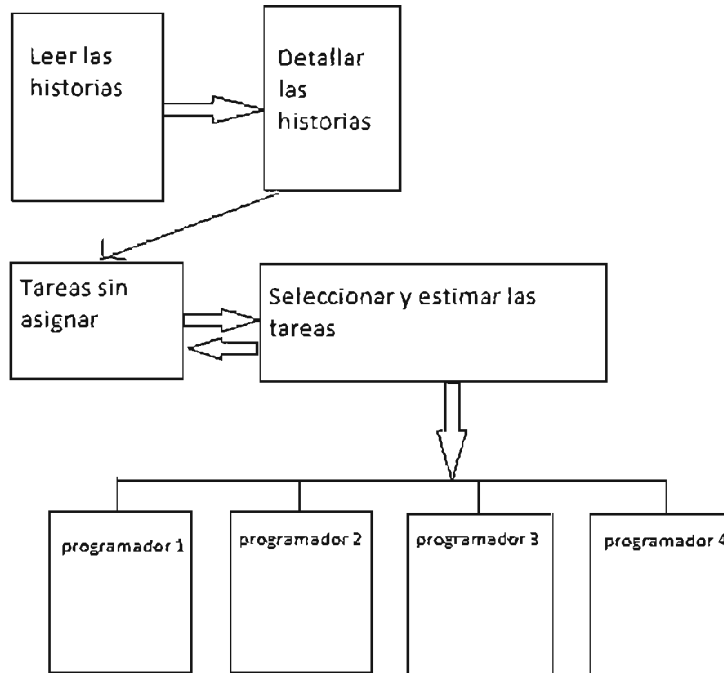 Leer las
historias
Detallar
las
historias
Tareas sin
asignar
Seleccionar y estimar las
tareas
programador 1
programador 2
programador 3
programador 4